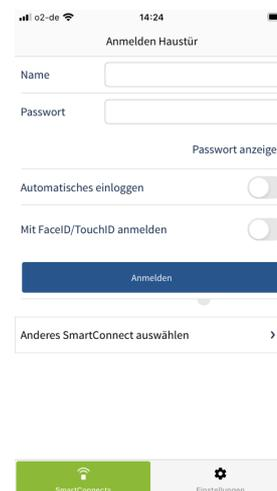 o2-de 14:24
Anmelden Haustür
Name
Passwort
Passwort anzeige
Automatisches einloggen
Mit FaceID/TouchID anmelden
Anmelden
Anderes SmartConnect auswählen
SmartConnects Einstellungen